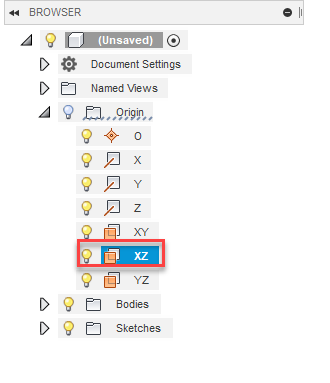 BROWSER
(Unsaved)
Document Settings
Named Views
Origin
O
X
Y
Z
XY
XZ
YZ
Bodies
Sketches